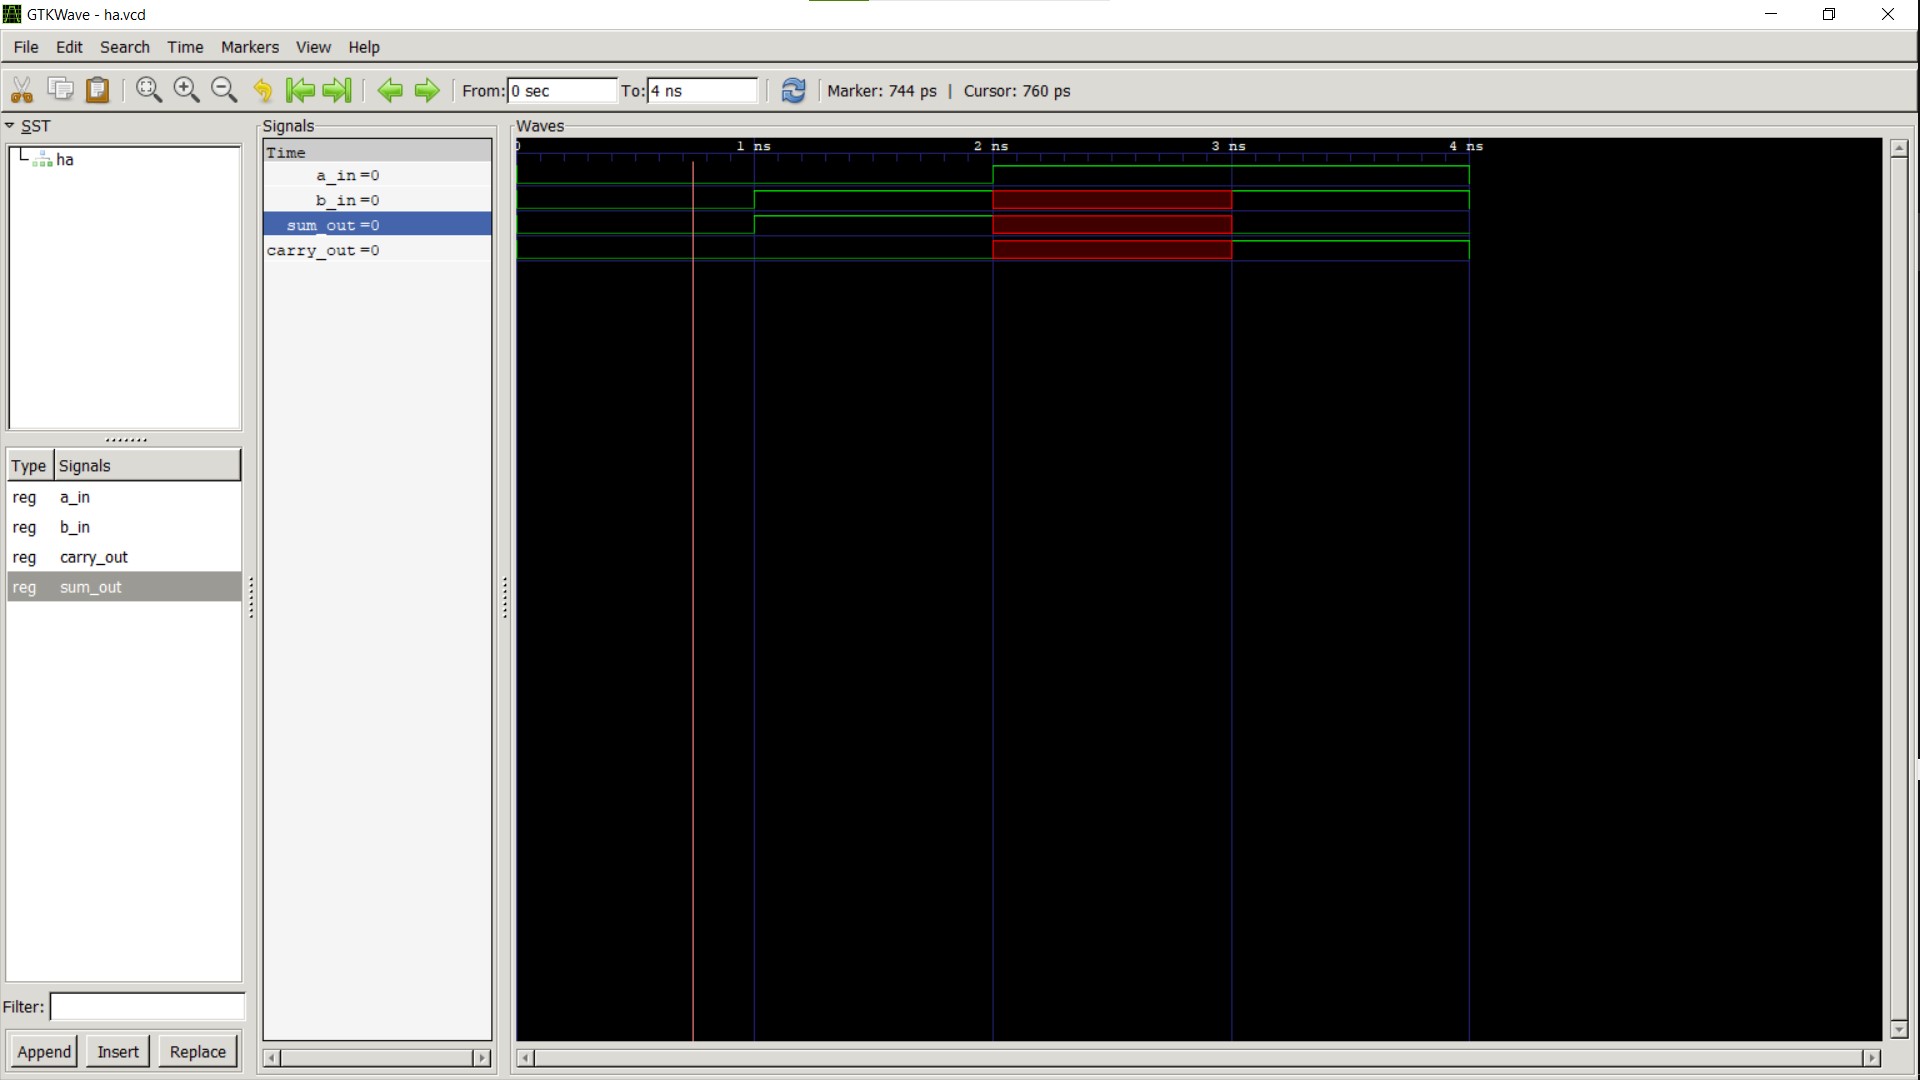 GTKWave - ha.vcd
File Edit Search Time Markers View Help
From: 0 sec To: 4 ns Marker: 744 ps | Cursor: 760 ps
SST
ha
Type Signals
reg a_in
reg b_in
reg carry_out
reg sum_out
Filter:
Append Insert Replace
Signals
Time
a_in =0
b_in =0
sum_out =0
carry_out =0
Waves
0 1 ns 2 ns 3 ns 4 ns